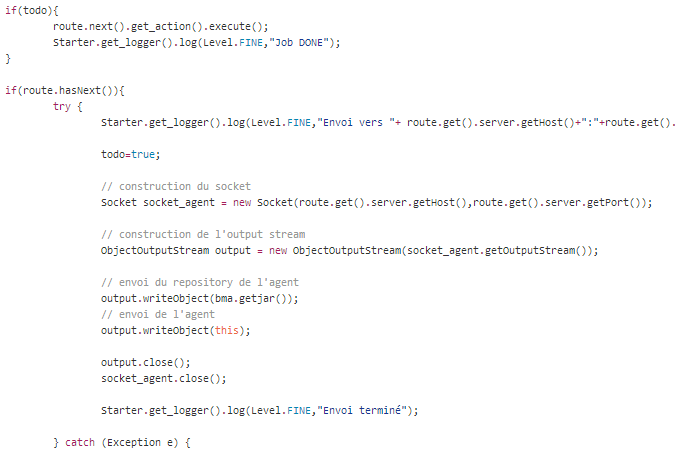 if(todo){
route.next().get_action().execute();
Starter.get_logger().log(Level.FINE,"Job DONE");
}
if(route.hasNext()){
try {
Starter.get_logger().log(Level.FINE,"Envoi vers "+ route.get().server.getHost()+":"+route.get().
todo=true;
// construction du socket
Socket socket_agent = new Socket(route.get().server.getHost(),route.get().server.getPort());
// construction de l'output stream
ObjectOutputStream output = new ObjectOutputStream(socket_agent.getOutputStream());
// envoi du repository de l'agent
output.writeObject(bma.getjar());
// envoi de l'agent
output.writeObject(this);
output.close();
socket_agent.close();
Starter.get_logger().log(Level.FINE,"Envoi terminé");
} catch (Exception e) {